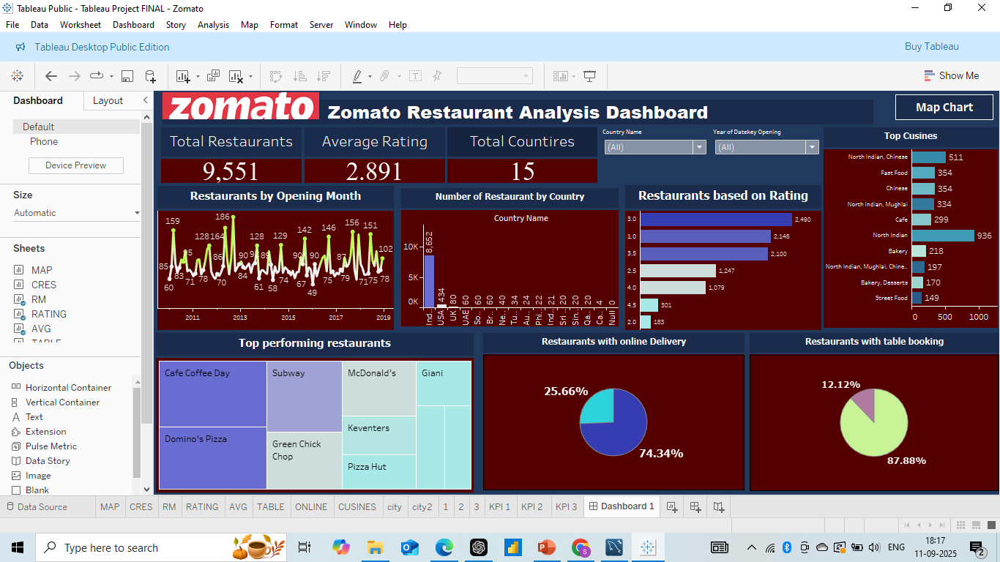 Tableau Public - Tableau Project FINAL - Zomato
File Data Worksheet Dashboard Story Analysis Map Format Server Window Help
Tableau Desktop Public Edition
Buy Tableau
Show Me
Dashboard
Layout
Default
Phone
Device Preview
Size
Automatic
Sheets
MAP
CRES
RM
RATING
AVG
TABLE
Objects
Horizontal Container
Vertical Container
Text
Extension
Pulse Metric
Data Story
Image
Blank
zomato
Zomato Restaurant Analysis Dashboard
Map Chart
Total Restaurants
9,551
Average Rating
2.891
Total Countires
15
Country Name
(All)
Year of Datekey Opening
(All)
Top Cusines
North Indian, Chinese 511
Fast Food 354
Chinese 354
North Indian, Mughlai 334
Cafe 299
North Indian 936
Bakery 218
North Indian, Mughlai, Chine.. 197
Bakery, Desserts 170
Street Food 149
0 500 1000
Restaurants by Opening Month
159 186 128 164 128 129 142 146 156 151 102
85 95 86 90 90 90 87
60 83 71 78 70 84 61 58 74 67 49 75 79 71 75 78
2011 2013 2015 2017 2019
Number of Restaurant by Country
Country Name
10K
5K
0K
8,652 434 80 60 60 60 40 34 24 22 21 20 20 20 4 0
Ind.. USA UK UAE So.. Br.. Ne.. Tu.. Au.. Phi.. Ind.. Sri .. Sin.. Qa.. Ca.. Null
Restaurants based on Rating
3.0 2,490
1.0 2,148
3.5 2,100
2.5 1,247
4.0 1,079
4.5 301
2.0 183
Top performing restaurants
Cafe Coffee Day
Domino's Pizza
Subway
Green Chick
Chop
McDonald's
Keventers
Pizza Hut
Giani
Restaurants with online Delivery
25.66%
74.34%
Restaurants with table booking
12.12%
87.88%
Data Source MAP CRES RM RATING AVG TABLE ONLINE CUSINES city city2 1 2 3 KPI 1 KPI 2 KPI 3 Dashboard 1
Type here to search
ENG
18:17
11-09-2025
2